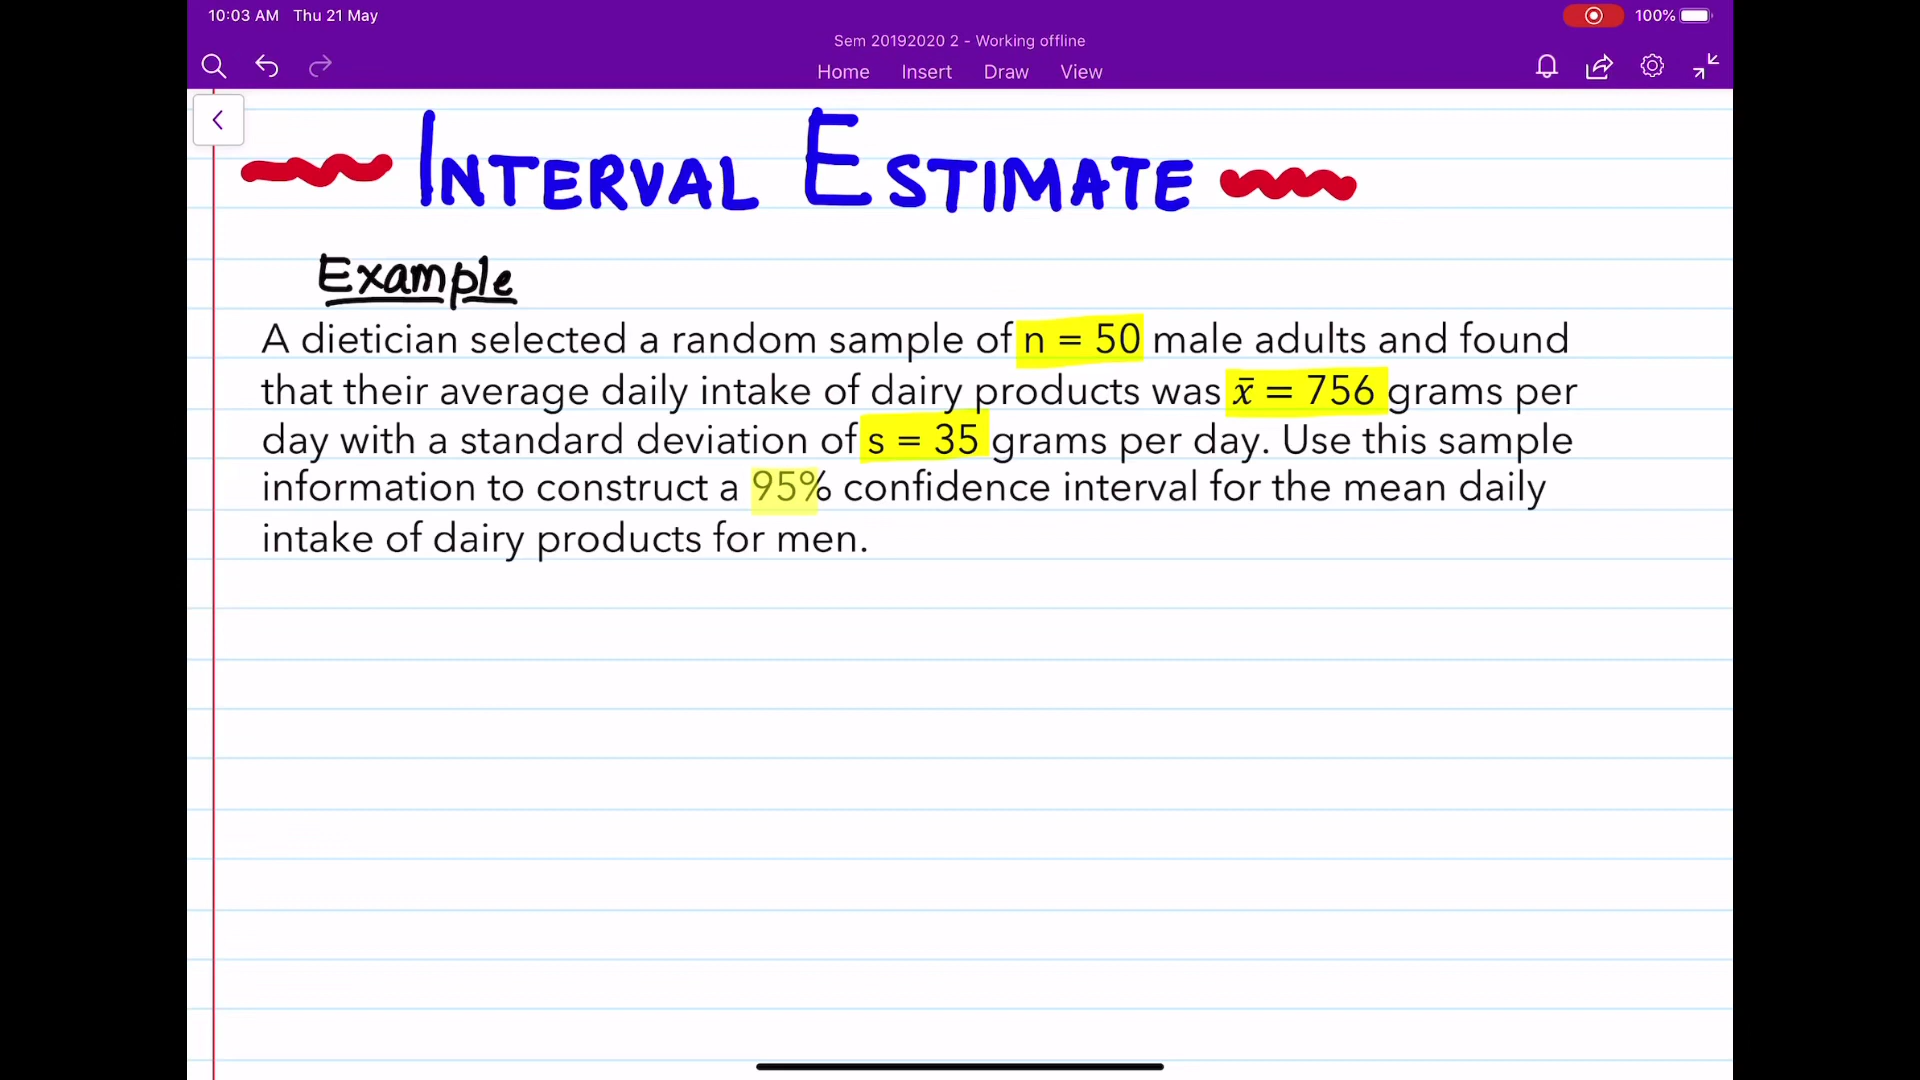 10:03 AM Thu 21 May
100%
Sem 20192020 2 - Working offline
Home Insert Draw View
INTERVAL ESTIMATE
Example
A dietician selected a random sample of n = 50 male adults and found
that their average daily intake of dairy products was x̄ = 756 grams per
day with a standard deviation of s = 35 grams per day. Use this sample
information to construct a 95% confidence interval for the mean daily
intake of dairy products for men.